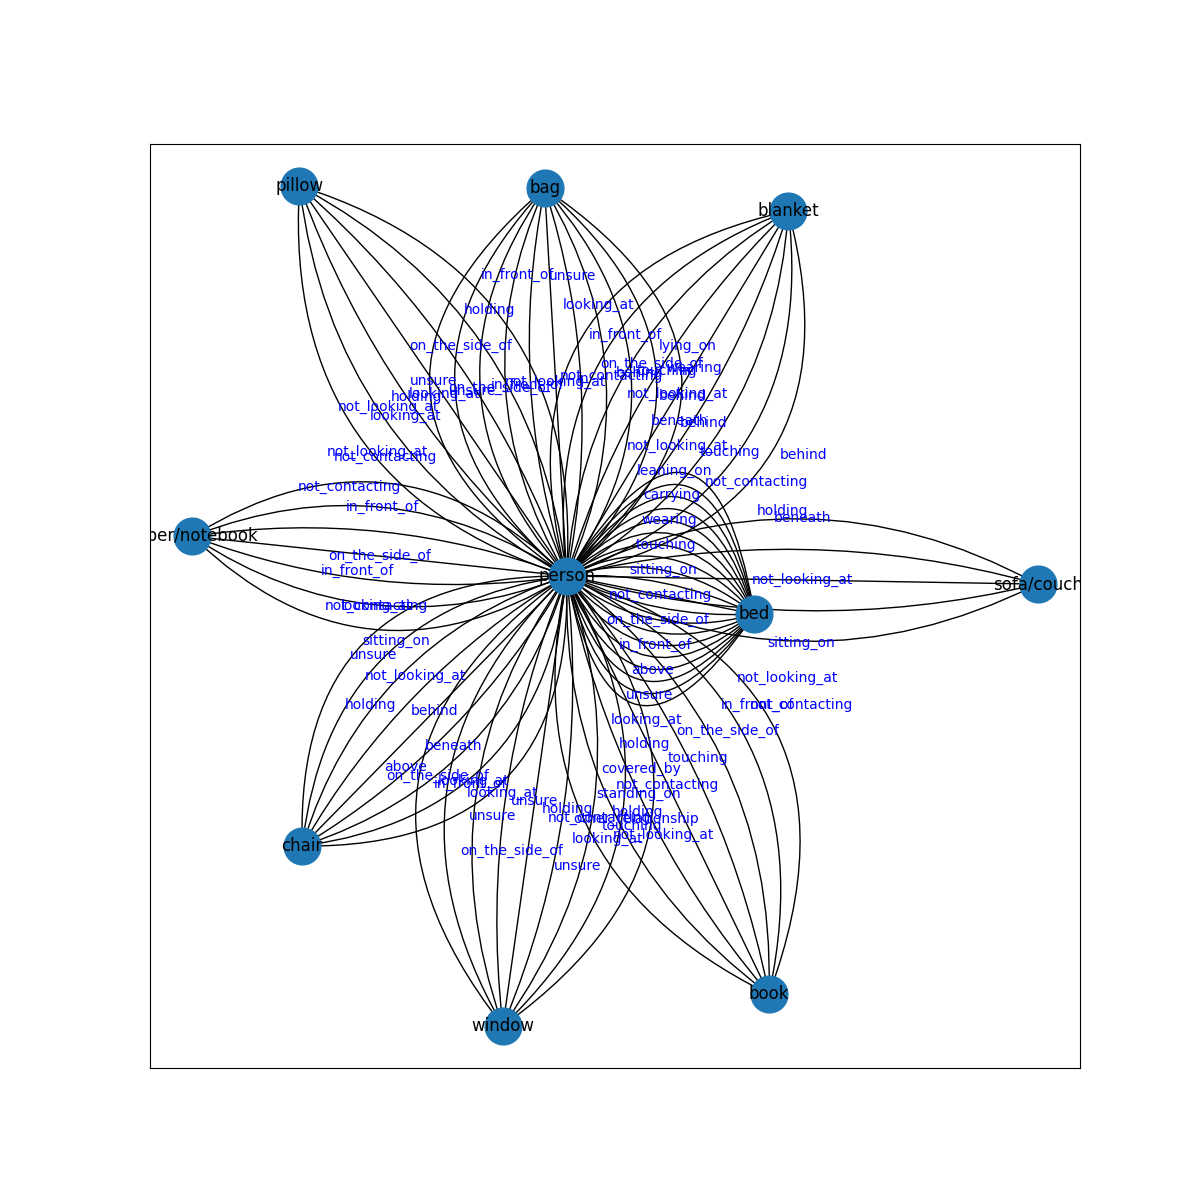 pillow
bag
blanket
in_front_of
unsure
looking_at
holding
in_front_of
on_the_side_of
lying_on
on_the_side_of
wearing
not_contacting
unsure
not_looking_at
looking_at
holding
not_looking_at
behind
not_looking_at
looking_at
beneath
behind
not_looking_at
not_looking_at
touching
behind
not_contacting
leaning_on
not_contacting
not_contacting
carrying
in_front_of
holding
beneath
wearing
per/notebook
touching
on_the_side_of
in_front_of
sitting_on
person
not_looking_at
sofa/couch
not_contacting
looking_at
bed
on_the_side_of
sitting_on
in_front_of
sitting_on
unsure
above
not_looking_at
not_looking_at
holding
unsure
in_front_of
not_contacting
behind
looking_at
on_the_side_of
beneath
holding
touching
above
covered_by
on_the_side_of
in_front_of
looking_at
not_contacting
looking_at
standing_on
unsure
holding
holding
unsure
touching
not_looking_at
looking_at
chair
on_the_side_of
unsure
book
window